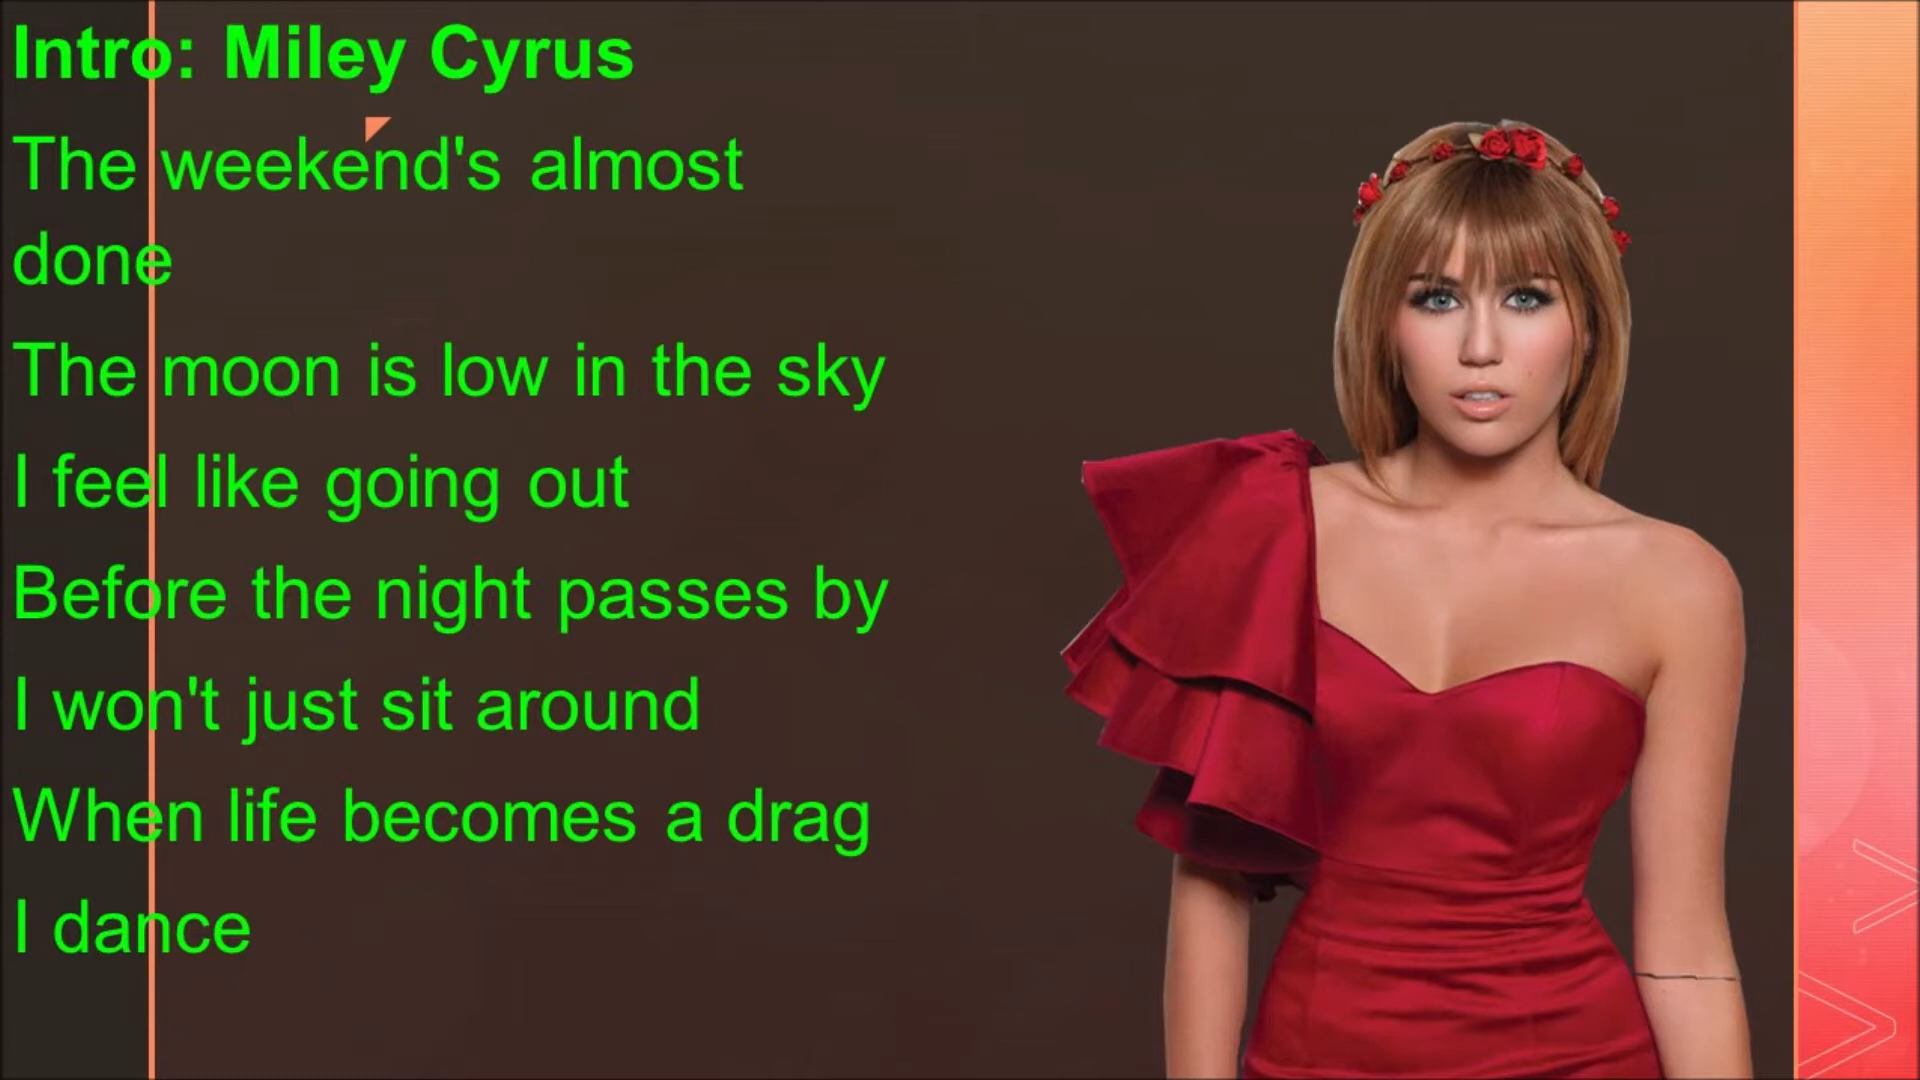 Intro: Miley Cyrus
The weekend's almost
done
The moon is low in the sky
I feel like going out
Before the night passes by
I won't just sit around
When life becomes a drag
I dance